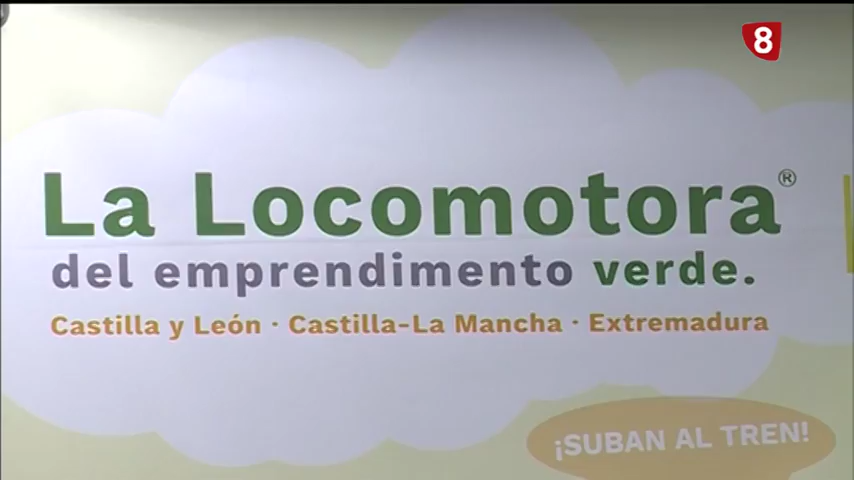 8
La Locomotora®
del emprendimento verde.
Castilla y León · Castilla-La Mancha · Extremadura
¡SUBAN AL TREN!